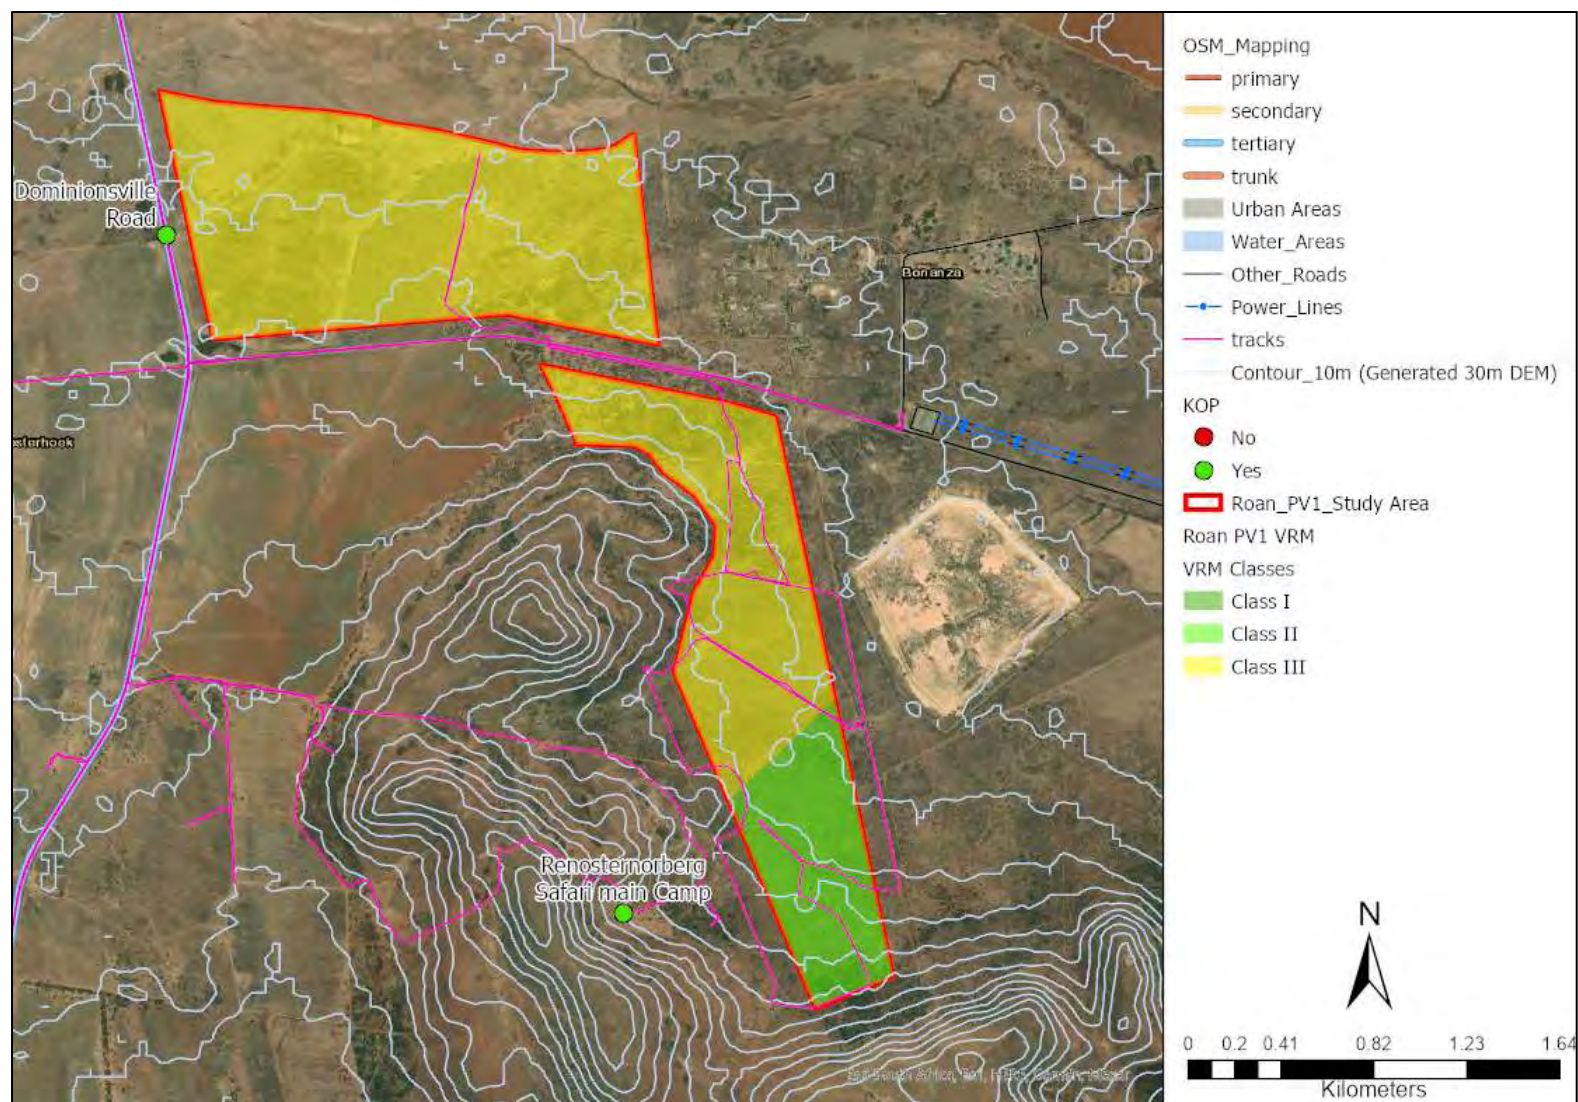 Dominionsville
Road
Bonanza
Renosternorberg
Safari main Camp
OSM_Mapping
primary
secondary
tertiary
trunk
Urban Areas
Water_Areas
Other_Roads
Power_Lines
tracks
Contour_10m (Generated 30m DEM)
KOP
No
Yes
Roan_PV1_Study Area
Roan PV1 VRM
VRM Classes
Class I
Class II
Class III
N
0 0.2 0.41 0.82 1.23 1.64
Kilometers